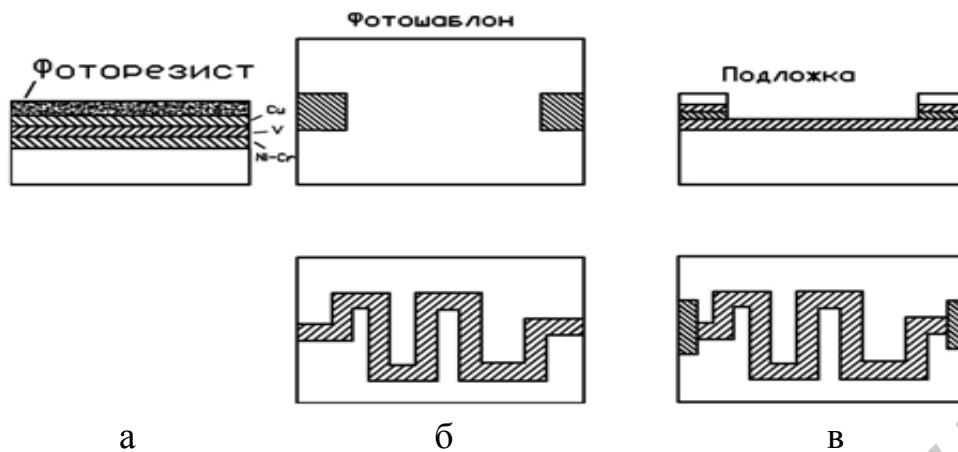 Фотошаблон
Фоторезист
Подложка
Cu
V
Ni-Cr
а
б
в